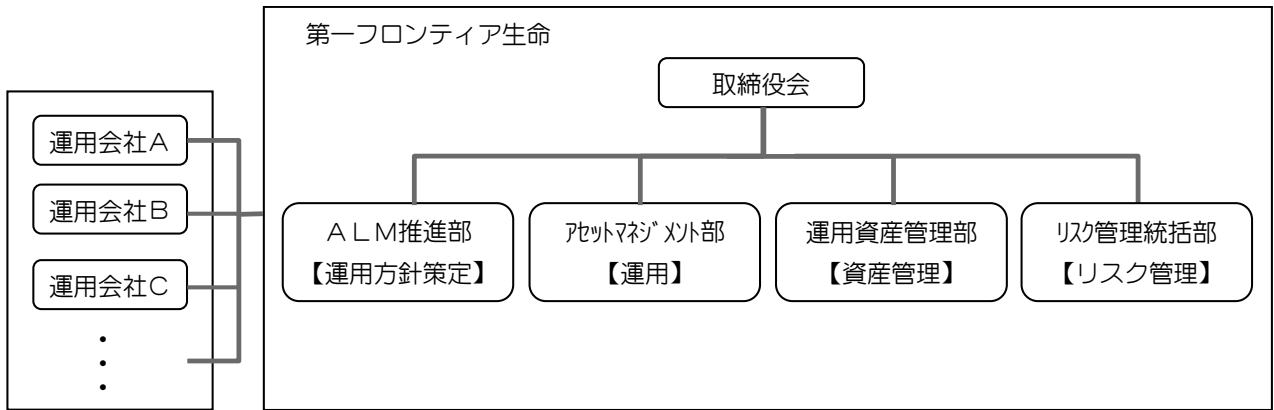 第一フロンティア生命
取締役会
運用会社A
運用会社B
運用会社C
・
・
・
ALM推進部
【運用方針策定】
ｱｾｯﾄﾏﾈｼﾞﾒﾝﾄ部
【運用】
運用資産管理部
【資産管理】
ﾘｽｸ管理統括部
【リスク管理】